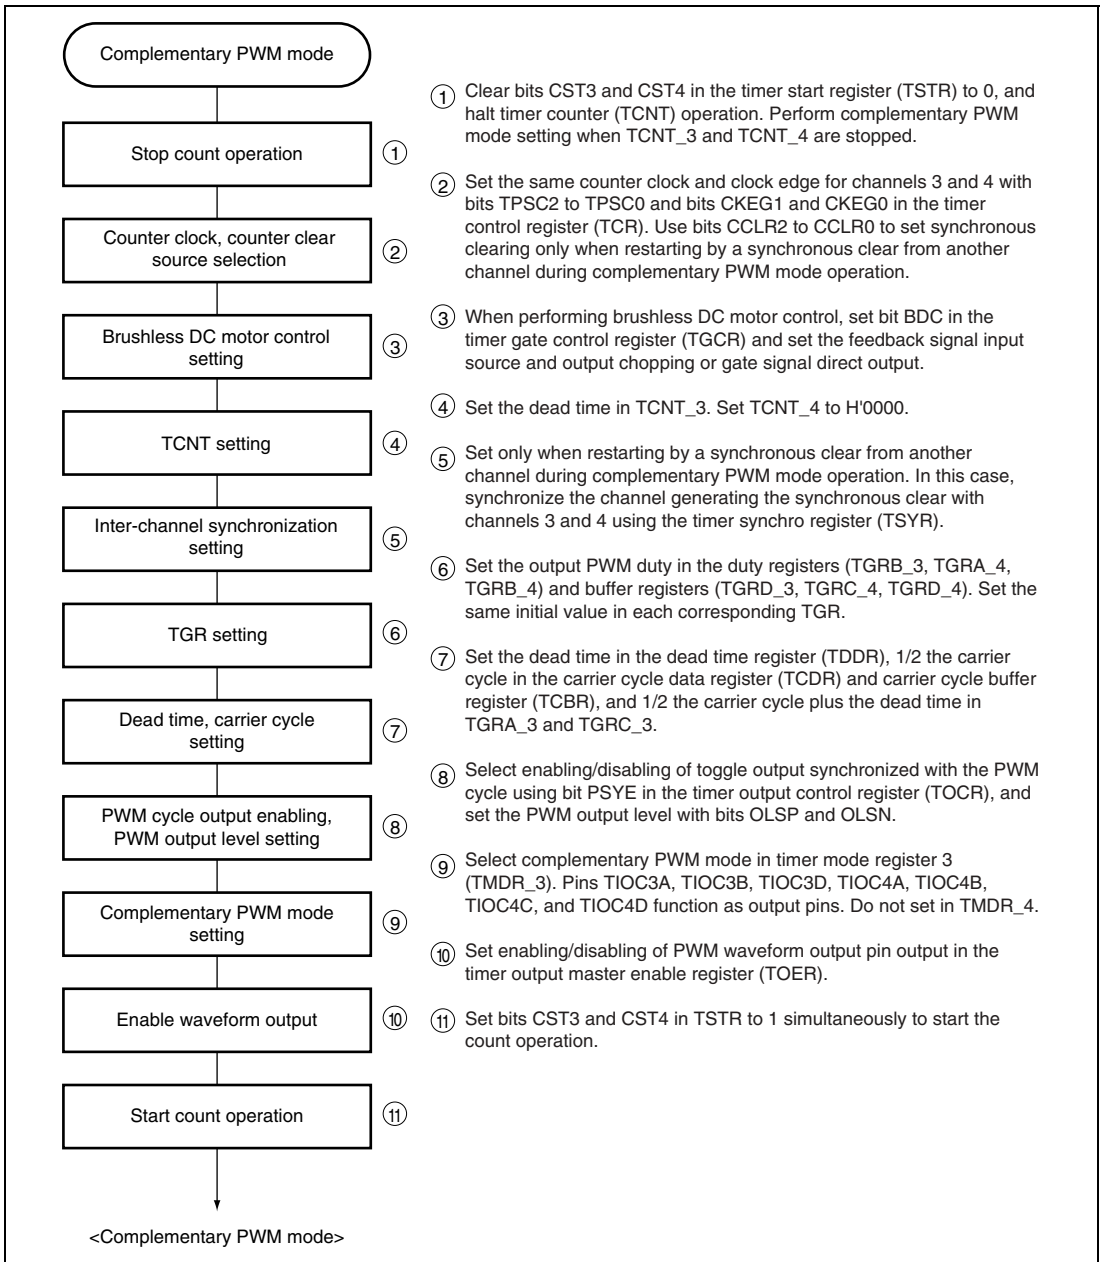 Complementary PWM mode
Stop count operation
①
Counter clock, counter clear
source selection
②
Brushless DC motor control
setting
③
TCNT setting
④
Inter-channel synchronization
setting
⑤
TGR setting
⑥
Dead time, carrier cycle
setting
⑦
PWM cycle output enabling,
PWM output level setting
⑧
Complementary PWM mode
setting
⑨
Enable waveform output
⑩
Start count operation
⑪
<Complementary PWM mode>
① Clear bits CST3 and CST4 in the timer start register (TSTR) to 0, and
halt timer counter (TCNT) operation. Perform complementary PWM
mode setting when TCNT_3 and TCNT_4 are stopped.
② Set the same counter clock and clock edge for channels 3 and 4 with
bits TPSC2 to TPSC0 and bits CKEG1 and CKEG0 in the timer
control register (TCR). Use bits CCLR2 to CCLR0 to set synchronous
clearing only when restarting by a synchronous clear from another
channel during complementary PWM mode operation.
③ When performing brushless DC motor control, set bit BDC in the
timer gate control register (TGCR) and set the feedback signal input
source and output chopping or gate signal direct output.
④ Set the dead time in TCNT_3. Set TCNT_4 to H'0000.
⑤ Set only when restarting by a synchronous clear from another
channel during complementary PWM mode operation. In this case,
synchronize the channel generating the synchronous clear with
channels 3 and 4 using the timer synchro register (TSYR).
⑥ Set the output PWM duty in the duty registers (TGRB_3, TGRA_4,
TGRB_4) and buffer registers (TGRD_3, TGRC_4, TGRD_4). Set the
same initial value in each corresponding TGR.
⑦ Set the dead time in the dead time register (TDDR), 1/2 the carrier
cycle in the carrier cycle data register (TCDR) and carrier cycle buffer
register (TCBR), and 1/2 the carrier cycle plus the dead time in
TGRA_3 and TGRC_3.
⑧ Select enabling/disabling of toggle output synchronized with the PWM
cycle using bit PSYE in the timer output control register (TOCR), and
set the PWM output level with bits OLSP and OLSN.
⑨ Select complementary PWM mode in timer mode register 3
(TMDR_3). Pins TIOC3A, TIOC3B, TIOC3D, TIOC4A, TIOC4B,
TIOC4C, and TIOC4D function as output pins. Do not set in TMDR_4.
⑩ Set enabling/disabling of PWM waveform output pin output in the
timer output master enable register (TOER).
⑪ Set bits CST3 and CST4 in TSTR to 1 simultaneously to start the
count operation.